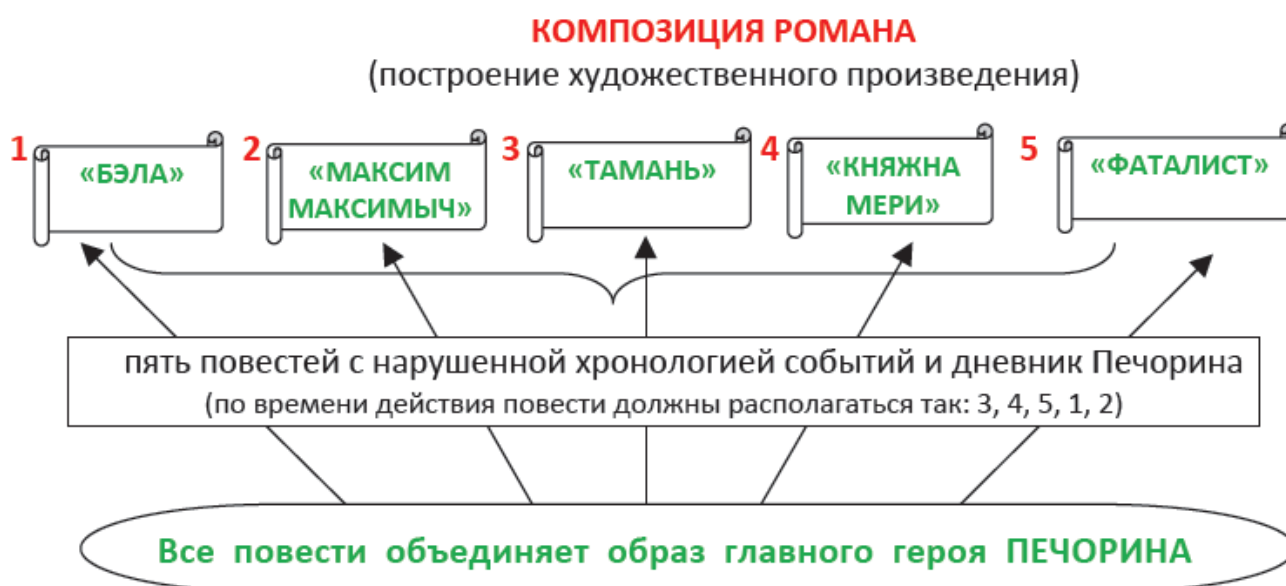 КОМПОЗИЦИЯ РОМАНА
(построение художественного произведения)
1 «БЭЛА»
2 «МАКСИМ
МАКСИМЫЧ»
3 «ТАМАНЬ»
4 «КНЯЖНА
МЕРИ»
5 «ФАТАЛИСТ»
пять повестей с нарушенной хронологией событий и дневник Печорина
(по времени действия повести должны располагаться так: 3, 4, 5, 1, 2)
Все повести объединяет образ главного героя ПЕЧОРИНА